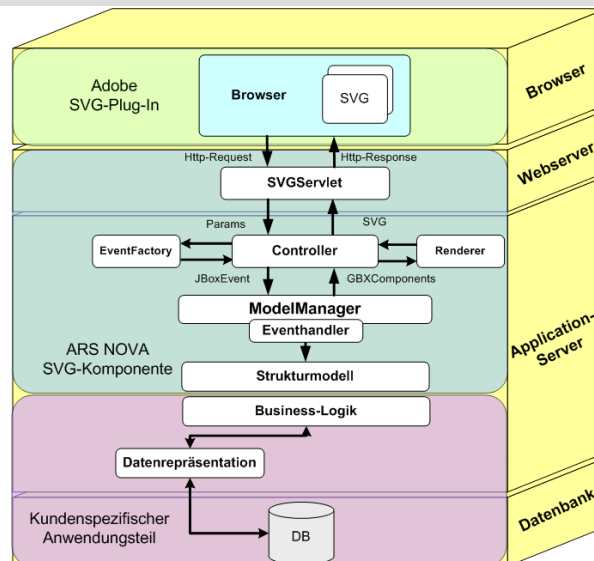 Adobe
SVG-Plug-In
Browser
SVG
Browser
Http-Request
Http-Response
Webserver
SVGServlet
Params
SVG
EventFactory
Controller
Renderer
JBoxEvent
GBXComponents
ModelManager
Eventhandler
Application-
Server
ARS NOVA
SVG-Komponente
Strukturmodell
Business-Logik
Datenrepräsentation
Kundenspezifischer
Anwendungsteil
DB
Datenbank